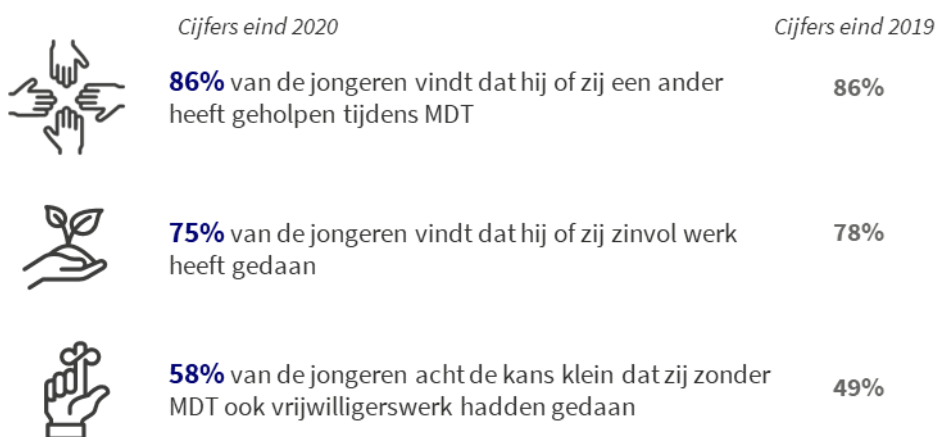 Cijfers eind 2020
Cijfers eind 2019
86% van de jongeren vindt dat hij of zij een ander
heeft geholpen tijdens MDT
86%
75% van de jongeren vindt dat hij of zij zinvol werk
heeft gedaan
78%
58% van de jongeren acht de kans klein dat zij zonder
MDT ook vrijwilligerswerk hadden gedaan
49%